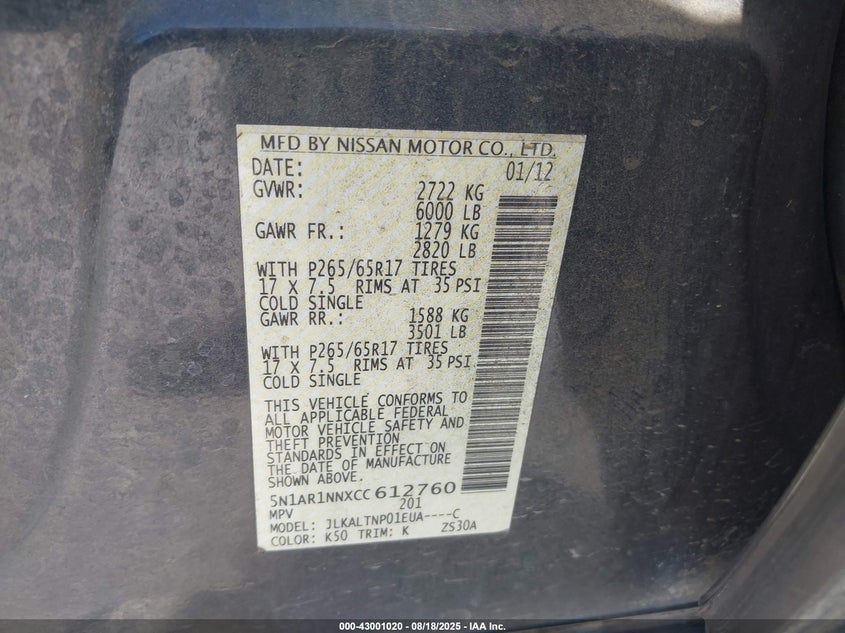 MFD BY NISSAN MOTOR CO., LTD.
DATE: 01/12
GVWR: 2722 KG
6000 LB
GAWR FR.: 1279 KG
2820 LB
WITH P265/65R17 TIRES
17 X 7.5 RIMS AT 35 PSI
COLD SINGLE
GAWR RR.: 1588 KG
3501 LB
WITH P265/65R17 TIRES
17 X 7.5 RIMS AT 35 PSI
COLD SINGLE
THIS VEHICLE CONFORMS TO
ALL APPLICABLE FEDERAL
MOTOR VEHICLE SAFETY AND
THEFT PREVENTION
STANDARDS IN EFFECT ON
THE DATE OF MANUFACTURE
SHOWN ABOVE.
5N1AR1NNXCC612760
MPV 201
MODEL: JLKALTNP01EUA----C
COLOR: K50 TRIM: K ZS30A
000-43001020 - 08/18/2025 - IAA Inc.